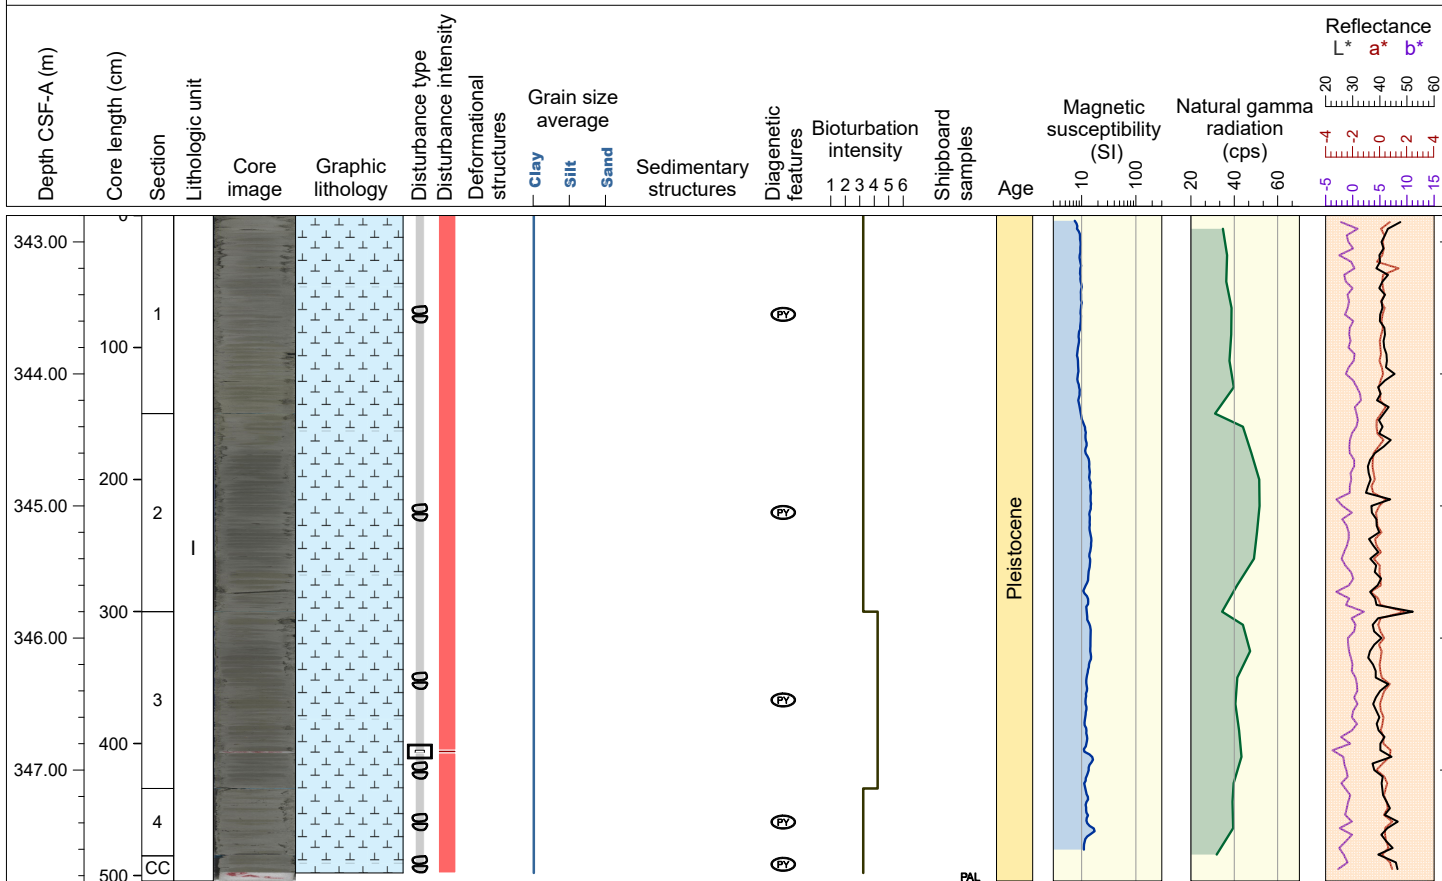 Depth CSF-A (m)
Core length (cm)
Section
Lithologic unit
Core
image
Graphic
lithology
Disturbance type
Disturbance intensity
Deformational
structures
Grain size
average
Clay
Silt
Sand
Sedimentary
structures
Diagenetic
features
Bioturbation
intensity
1 2 3 4 5 6
Shipboard
samples
Age
Magnetic
susceptibility
(SI)
10 100
Natural gamma
radiation
(cps)
20 40 60
Reflectance
L* a* b*
20 30 40 50 60
-4 -2 0 2 4
-5 0 5 10 15
0
343.00
1
PY
100
344.00
200
345.00
2
PY
I
Pleistocene
300
346.00
3
PY
400
347.00
4
PY
CC
PY
500
PAL